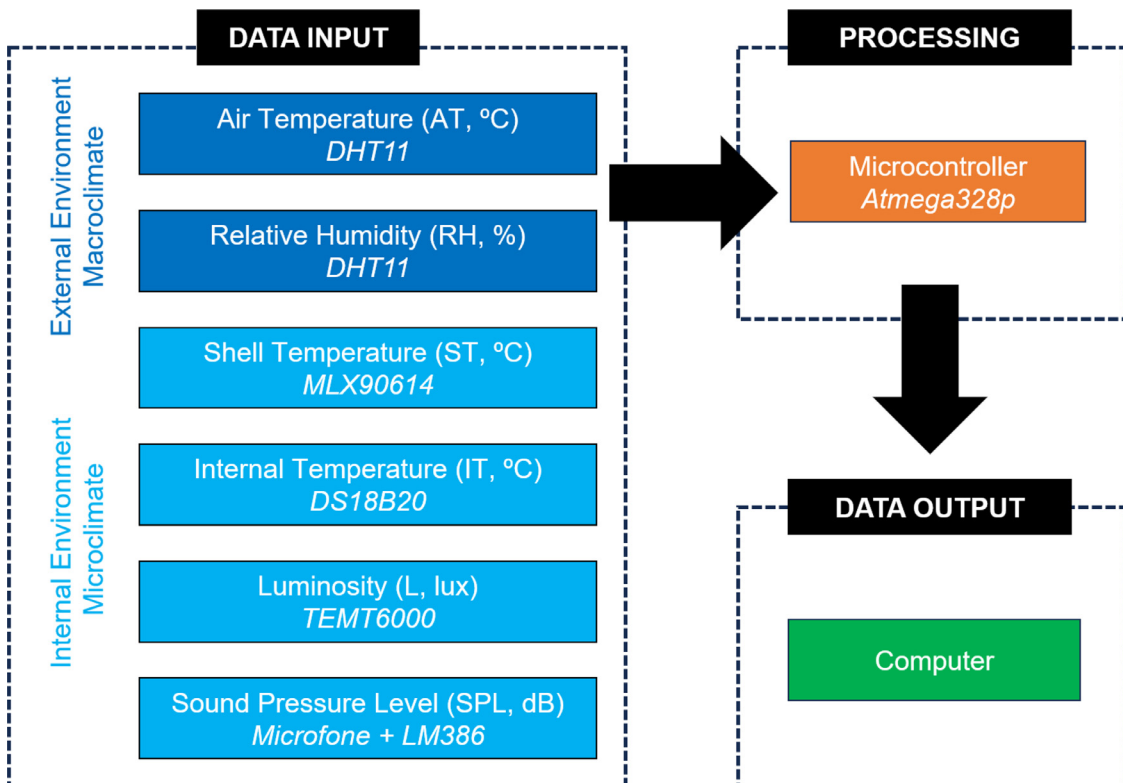 DATA INPUT
External Environment
Macroclimate
Air Temperature (AT, ºC)
DHT11
Relative Humidity (RH, %)
DHT11
Internal Environment
Microclimate
Shell Temperature (ST, ºC)
MLX90614
Internal Temperature (IT, ºC)
DS18B20
Luminosity (L, lux)
TEMT6000
Sound Pressure Level (SPL, dB)
Microfone + LM386
PROCESSING
Microcontroller
Atmega328p
DATA OUTPUT
Computer